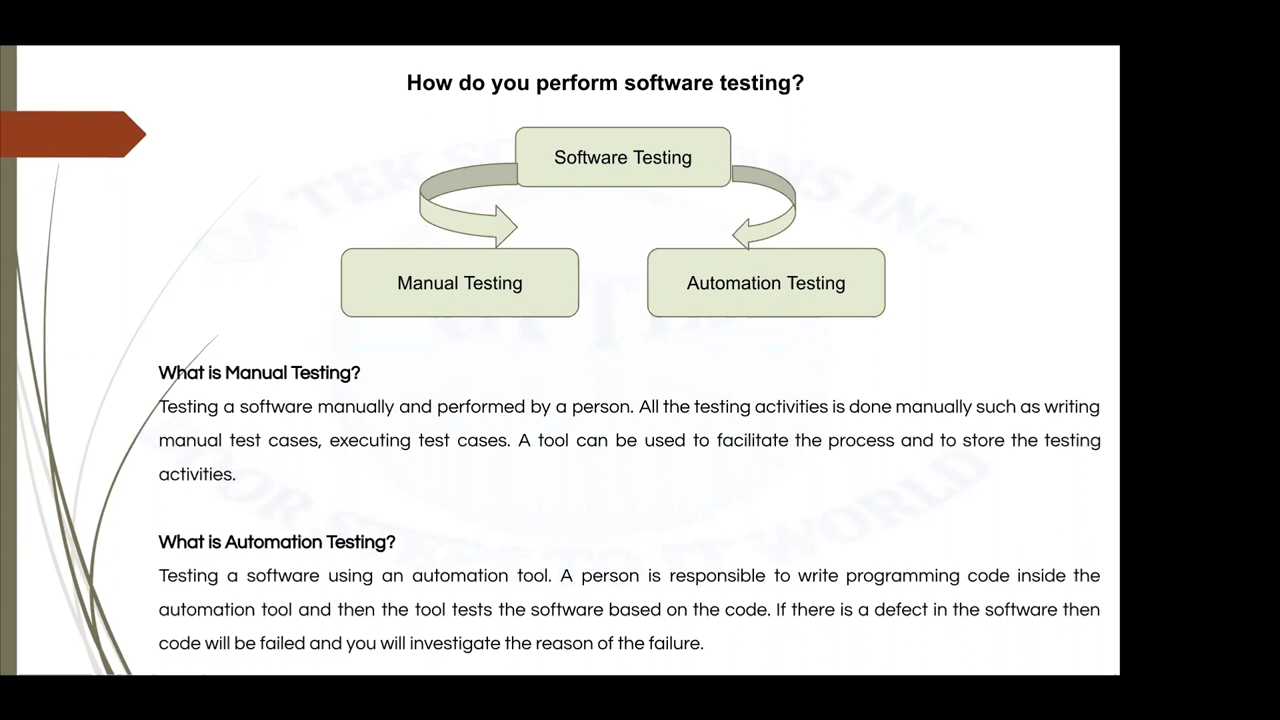 How do you perform software testing?
Software Testing
Manual Testing
Automation Testing
What is Manual Testing?
Testing a software manually and performed by a person. All the testing activities is done manually such as writing
manual test cases, executing test cases. A tool can be used to facilitate the process and to store the testing
activities.
What is Automation Testing?
Testing a software using an automation tool. A person is responsible to write programming code inside the
automation tool and then the tool tests the software based on the code. If there is a defect in the software then
code will be failed and you will investigate the reason of the failure.